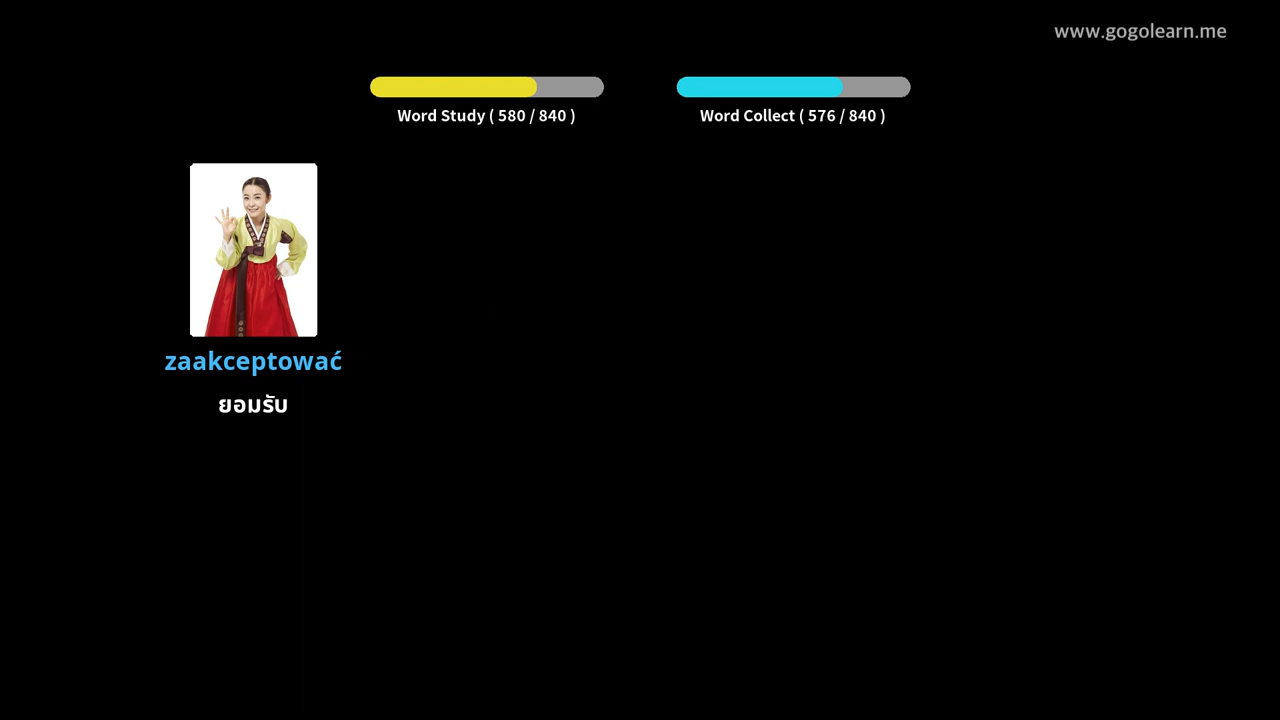 www.gogolearn.me
Word Study ( 580 / 840 )
Word Collect ( 576 / 840 )
zaakceptować
ยอมรับ